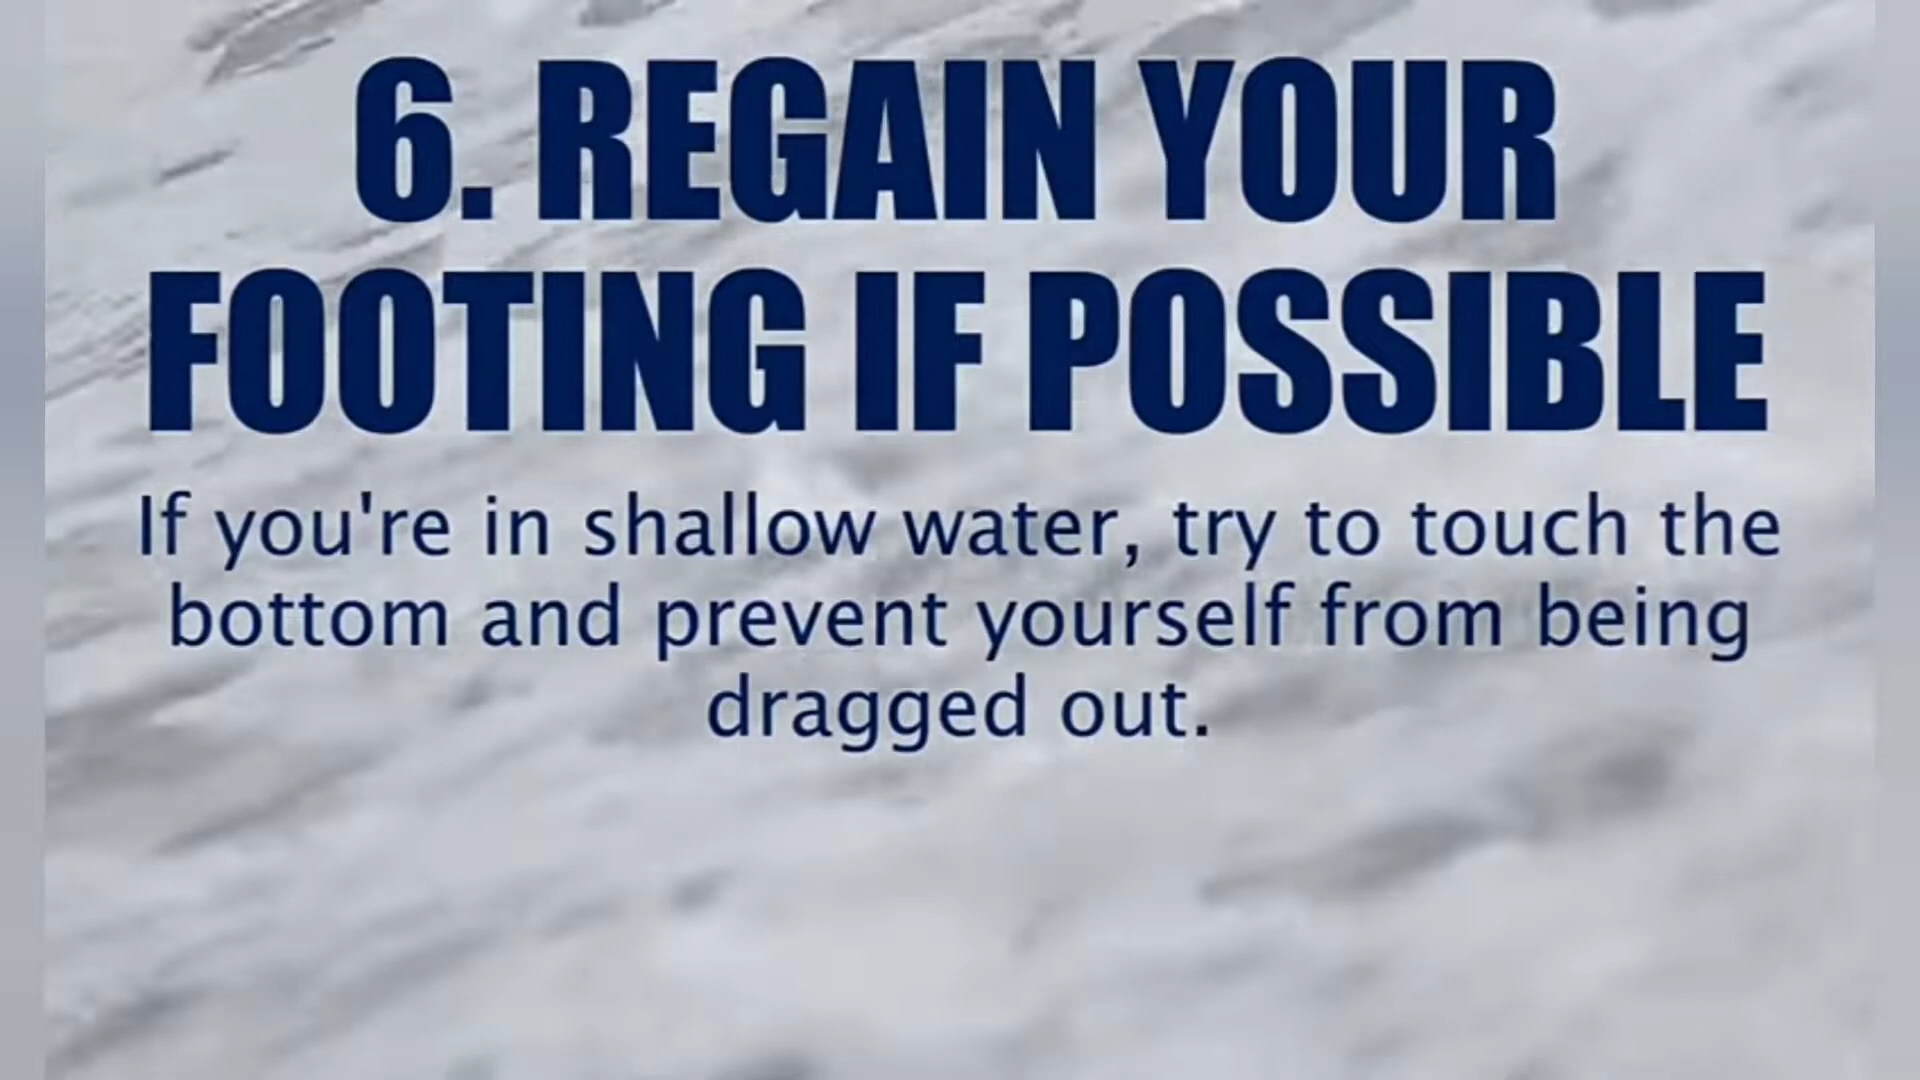 6. REGAIN YOUR
FOOTING IF POSSIBLE
If you're in shallow water, try to touch the
bottom and prevent yourself from being
dragged out.